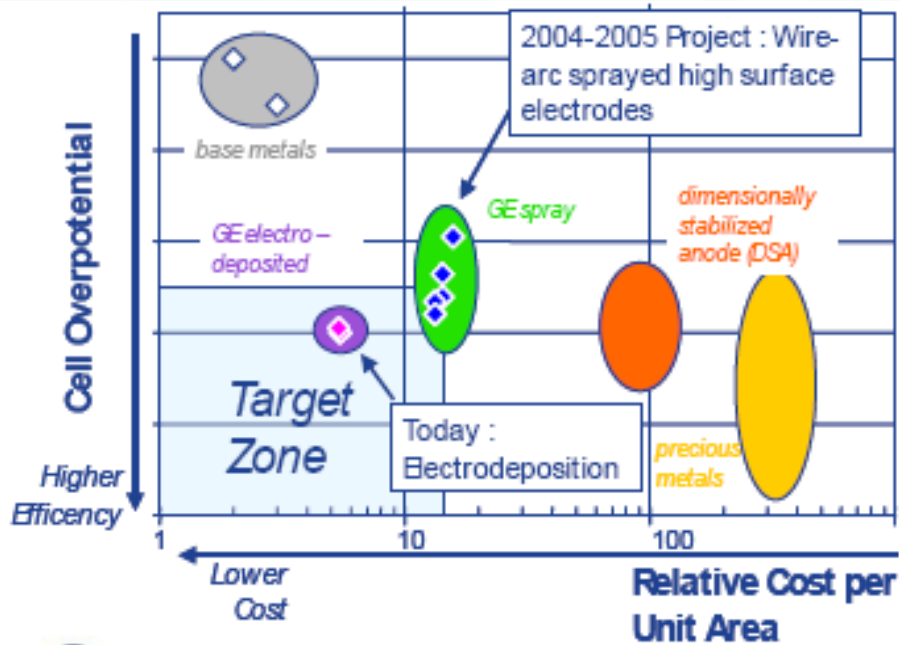 2004-2005 Project : Wire-
arc sprayed high surface
electrodes
base metals
Cell Overpotential
dimensionally
stabilized
anode (DSA)
GE spray
GE electro –
deposited
Target
Zone
Today :
Electrodeposition
precious
metals
Higher
Efficency
1
10
100
Lower
Cost
Relative Cost per
Unit Area